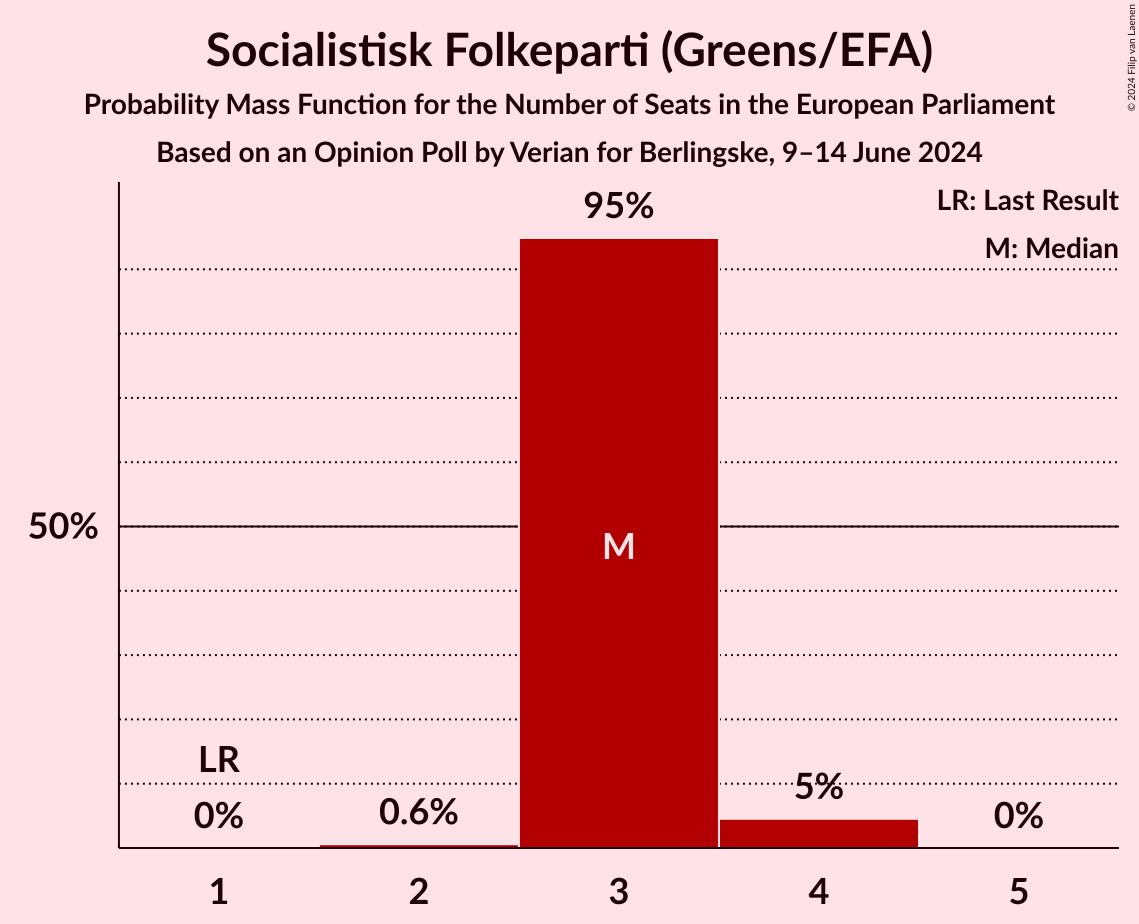 Socialistisk Folkeparti (Greens/EFA)
Probability Mass Function for the Number of Seats in the European Parliament
Based on an Opinion Poll by Verian for Berlingske, 9–14 June 2024
© 2024 Filip van Laenen
LR: Last Result
M: Median
95%
50%
M
LR
0%
0.6%
5%
0%
1
2
3
4
5